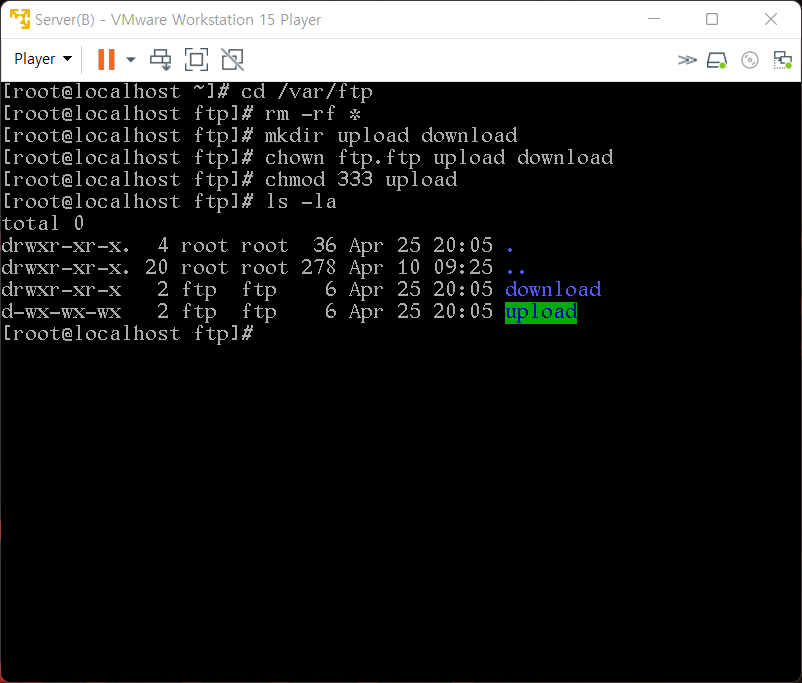 Server(B) - VMware Workstation 15 Player
Player
[root@localhost ~]# cd /var/ftp
[root@localhost ftp]# rm -rf *
[root@localhost ftp]# mkdir upload download
[root@localhost ftp]# chown ftp.ftp upload download
[root@localhost ftp]# chmod 333 upload
[root@localhost ftp]# ls -la
total 0
drwxr-xr-x.  4 root root  36 Apr 25 20:05 .
drwxr-xr-x. 20 root root 278 Apr 10 09:25 ..
drwxr-xr-x   2 ftp  ftp    6 Apr 25 20:05 download
d-wx-wx-wx   2 ftp  ftp    6 Apr 25 20:05 upload
[root@localhost ftp]#